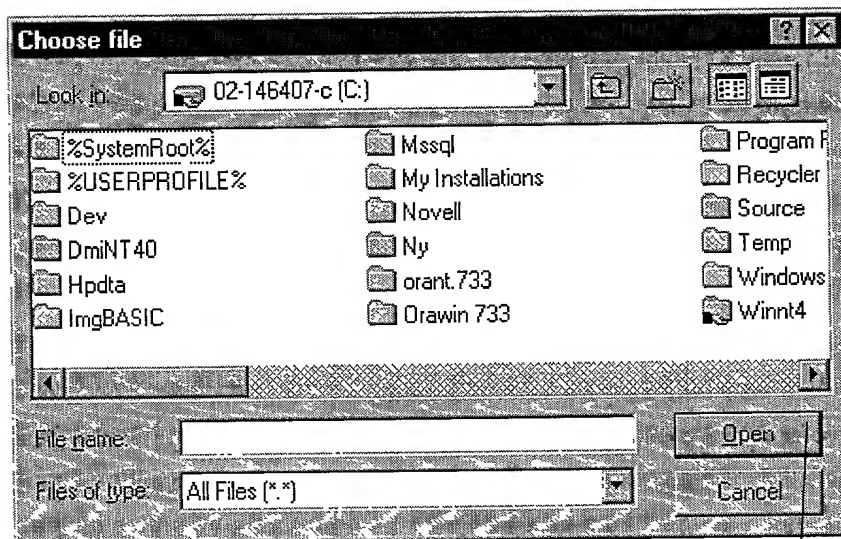 Choose file
Look in: 02-146407-c (C:)
%SystemRoot%
%USERPROFILE%
Dev
DmiNT40
Hpdta
ImgBASIC
Mssql
My Installations
Novell
Ny
orant.733
Orawin 733
Program F
Recycler
Source
Temp
Windows
Winnt4
File name: Open
Files of type: All Files (*.*) Cancel